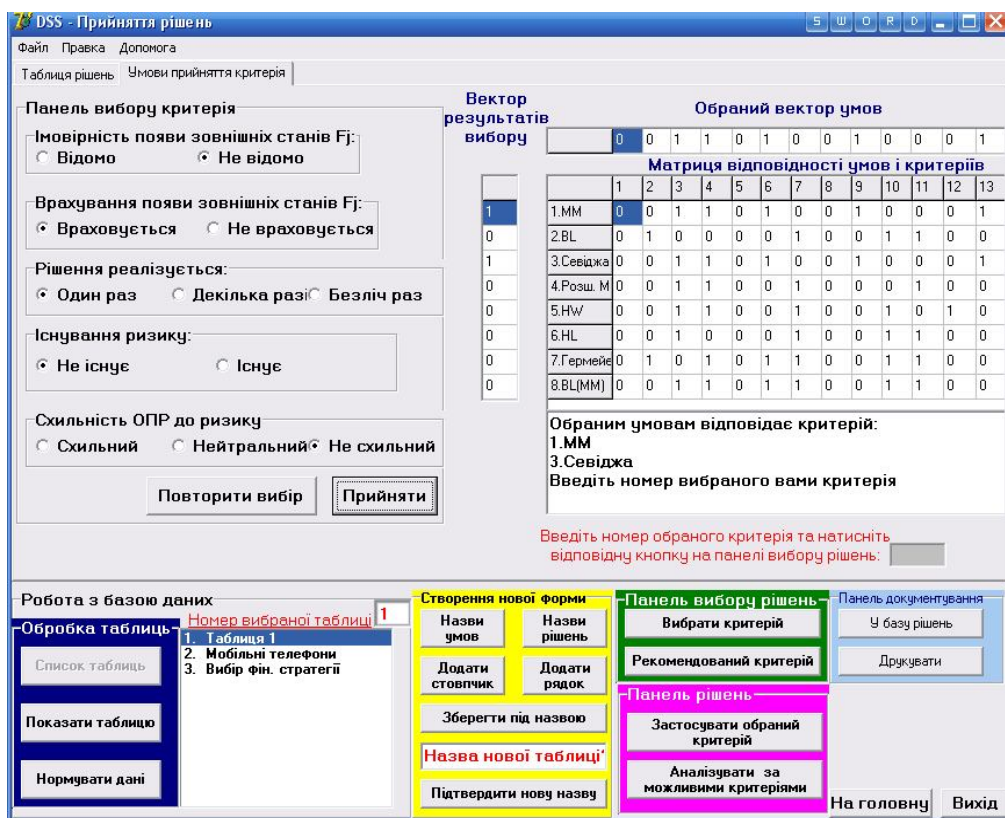 DSS - Прийняття рішень
S W O R D
Файл Правка Допомога
Таблиця рішень Умови прийняття критерія
Панель вибору критерія
Імовірність появи зовнішніх станів Fj:
Відомо Не відомо
Врахування появи зовнішніх станів Fj:
Враховується Не враховується
Рішення реалізується:
Один раз Декілька разі Безліч раз
Існування ризику:
Не існує Існує
Схильність ОПР до ризику
Схильний Нейтральний Не схильний
Повторити вибір Прийняти
Вектор
результатів
вибору
1
0
1
0
0
0
0
0
Обраний вектор умов
0 0 1 1 0 1 0 0 1 0 0 0 1
Матриця відповідності умов і критеріїв
1 2 3 4 5 6 7 8 9 10 11 12 13
1.MM 0 0 1 1 0 1 0 0 1 0 0 0 1
2.BL 0 1 0 0 0 0 1 0 0 1 1 0 0
3.Севіджа 0 0 1 1 0 1 0 0 1 0 0 0 1
4.Розш. М 0 0 1 1 0 0 1 0 0 0 1 0 0
5.HW 0 0 1 1 0 0 1 0 0 1 0 1 0
6.HL 0 0 1 0 0 0 1 0 0 1 1 0 0
7.Гермейе 0 1 0 1 0 1 1 0 0 1 1 0 0
8.BL(MM) 0 0 1 1 0 1 1 0 0 1 1 0 0
Обраним умовам відповідає критерій:
1.MM
3.Севіджа
Введіть номер вибраного вами критерія
Введіть номер обраного критерія та натисніть
відповідну кнопку на панелі вибору рішень:
Робота з базою даних
Обробка таблиць
Список таблиць
Показати таблицю
Нормувати дані
Номер вибраної таблиці 1
1. Таблиця 1
2. Мобільні телефони
3. Вибір фін. стратегії
Створення нової форми
Назви
умов
Назви
рішень
Додати
стовпчик
Додати
рядок
Зберегти під назвою
Назва нової таблиці'
Підтвердити нову назву
Панель вибору рішень
Вибрати критерій
Рекомендований критерій
Панель рішень
Застосувати обраний
критерій
Аналізувати за
можливими критеріями
Панель документування
У базу рішень
Друкувати
На головну Вихід